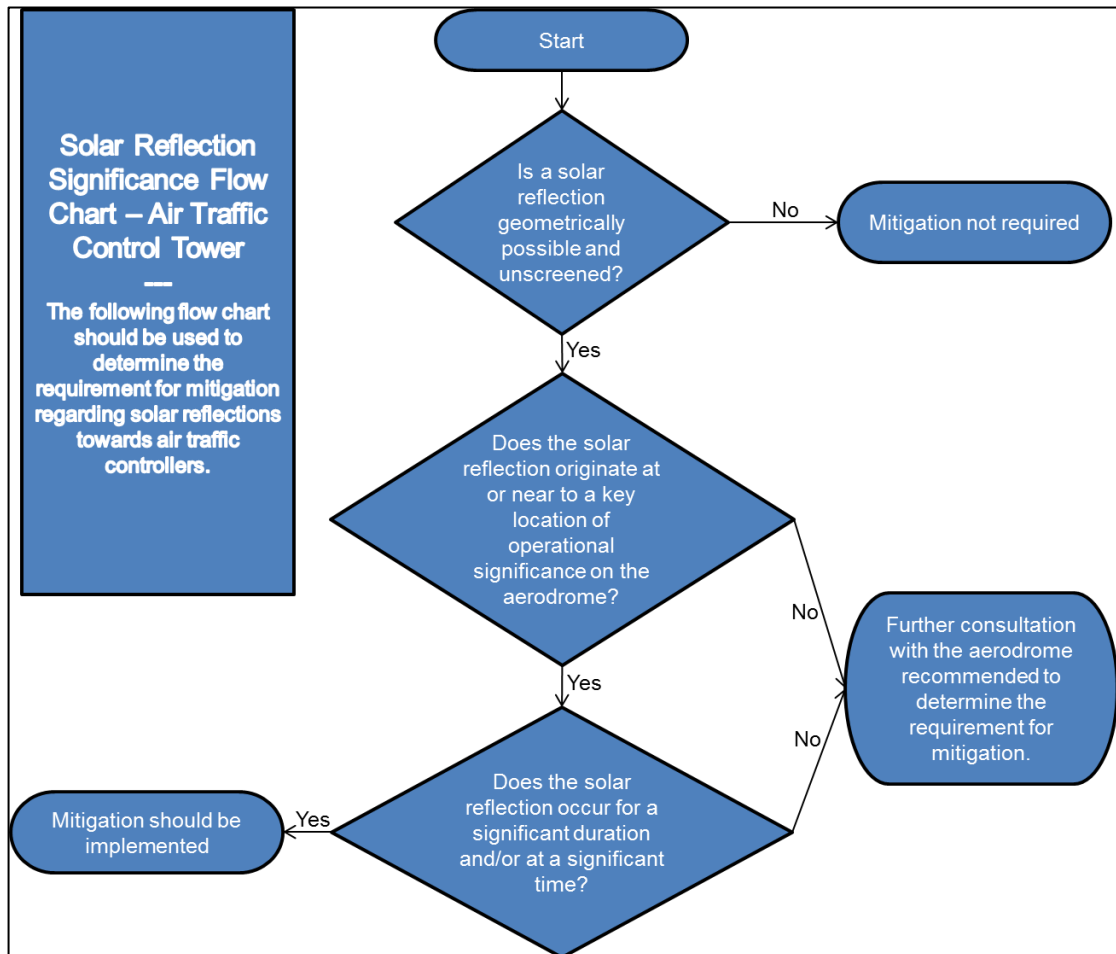 Solar Reflection
Significance Flow
Chart – Air Traffic
Control Tower
---
The following flow chart
should be used to
determine the
requirement for mitigation
regarding solar reflections
towards air traffic
controllers.
Start
Is a solar
reflection
geometrically
possible and
unscreened?
No
Mitigation not required
Yes
Does the solar
reflection originate at
or near to a key
location of
operational
significance on the
aerodrome?
No
Further consultation
with the aerodrome
recommended to
determine the
requirement for
mitigation.
Yes
No
Does the solar
reflection occur for a
significant duration
and/or at a significant
time?
Yes
Mitigation should be
implemented